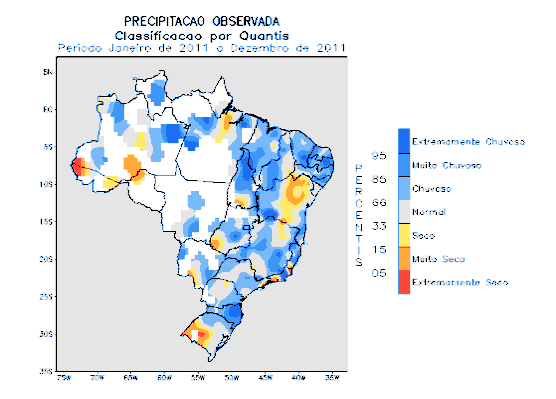 PRECIPITACAO OBSERVADA
Classificacao por Quantis
Periodo Janeiro de 2011 a Dezembro de 2011
5N
EQ
5S
10S
15S
20S
25S
30S
35S
75W 70W 65W 60W 55W 50W 45W 40W 35W
PERCENTIS
95
85
66
33
15
05
Extremamente Chuvoso
Muito Chuvoso
Chuvoso
Normal
Seco
Muito Seco
Extremamente Seco